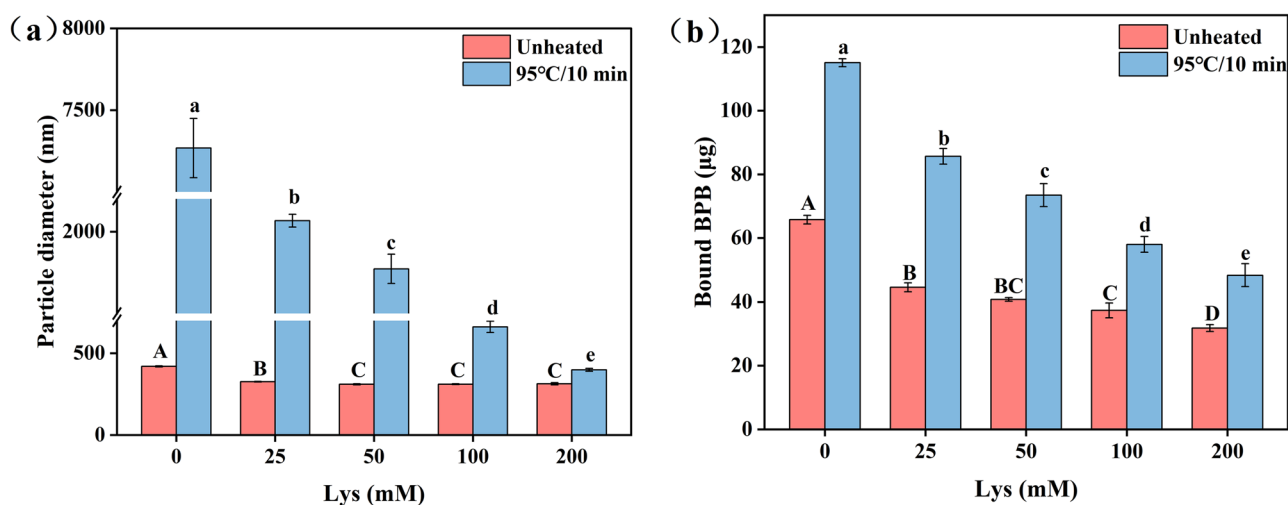 (a)
8000
7500
2000
500
0
Particle diameter (nm)
Unheated
95℃/10 min
a
b
c
d
e
A
B
C
C
C
0 25 50 100 200
Lys (mM)
(b)
120
100
80
60
40
20
0
Bound BPB (μg)
Unheated
95℃/10 min
a
b
c
d
e
A
B
BC
C
D
0 25 50 100 200
Lys (mM)